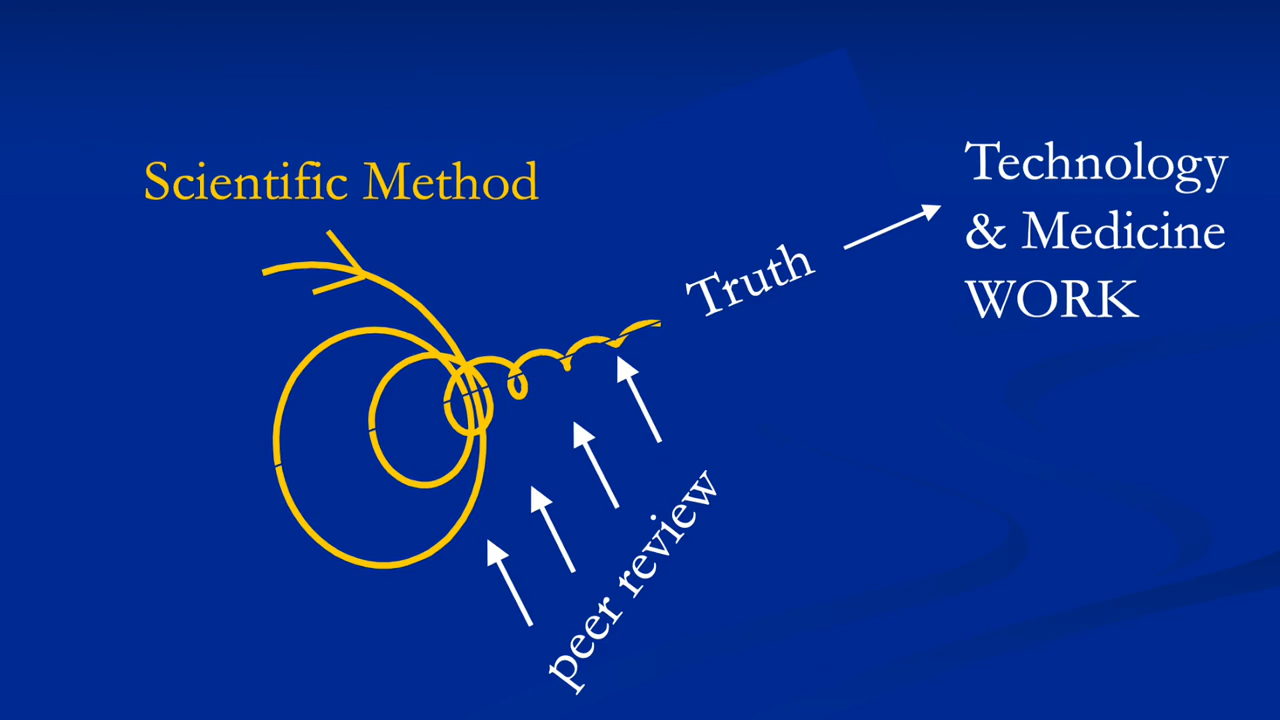 Scientific Method
Truth
Technology
& Medicine
WORK
peer review